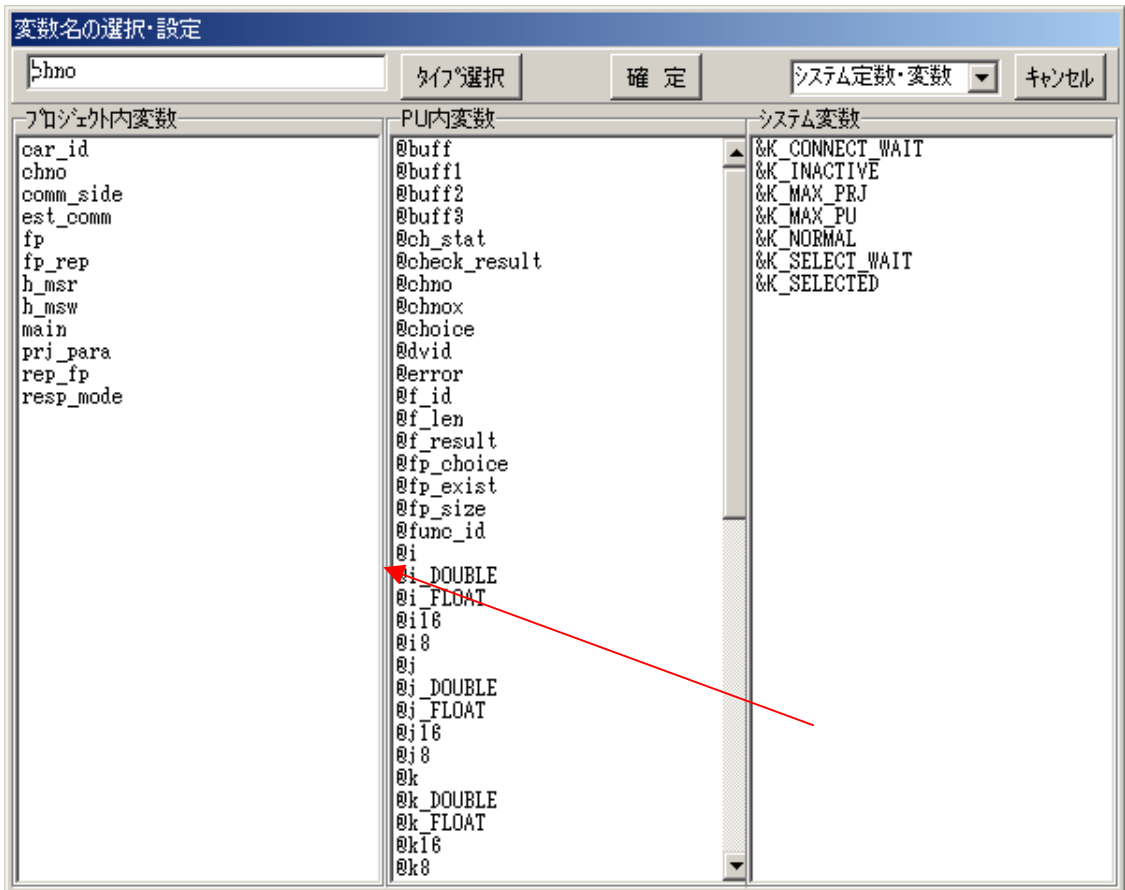 変数名の選択・設定
chno
ﾀｲﾌﾟ選択
確 定
ｼｽﾃﾑ定数・変数
ｷｬﾝｾﾙ
ﾌﾟﾛｼﾞｪｸﾄ内変数
car_id
chno
comm_side
est_comm
fp
fp_rep
h_msr
h_msw
main
prj_para
rep_fp
resp_mode
PU内変数
@buff
@buff1
@buff2
@buff3
@ch_stat
@check_result
@chno
@chnox
@choice
@dvid
@error
@f_id
@f_len
@f_result
@fp_choice
@fp_exist
@fp_size
@func_id
@i
@i_DOUBLE
@i_FLOAT
@i16
@i8
@j
@j_DOUBLE
@j_FLOAT
@j16
@j8
@k
@k_DOUBLE
@k_FLOAT
@k16
@k8
ｼｽﾃﾑ変数
&K_CONNECT_WAIT
&K_INACTIVE
&K_MAX_PRJ
&K_MAX_PU
&K_NORMAL
&K_SELECT_WAIT
&K_SELECTED